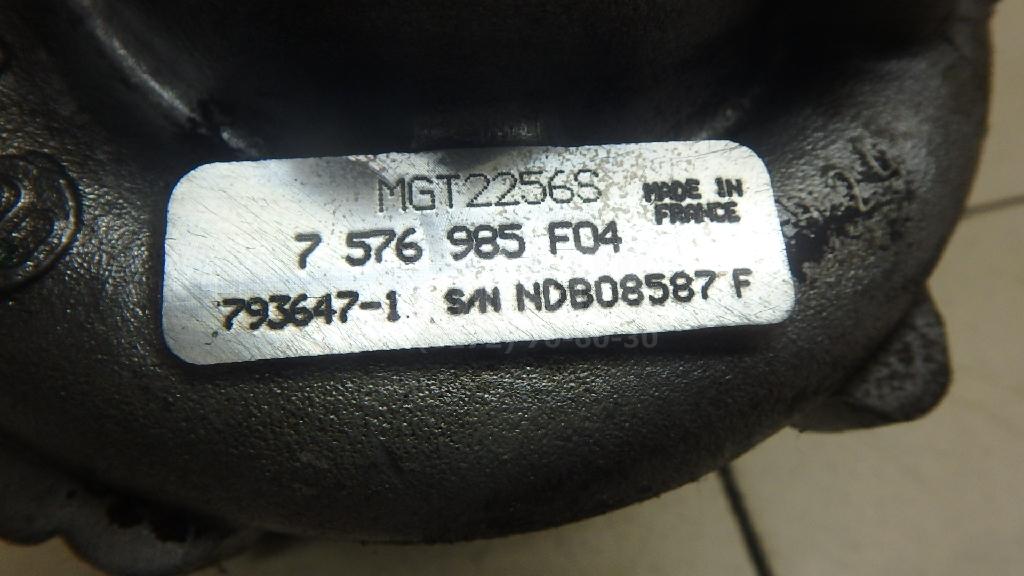 MGT2256S
MADE IN
FRANCE
7 576 985 F04
793647-1 S/N NDB08587 F